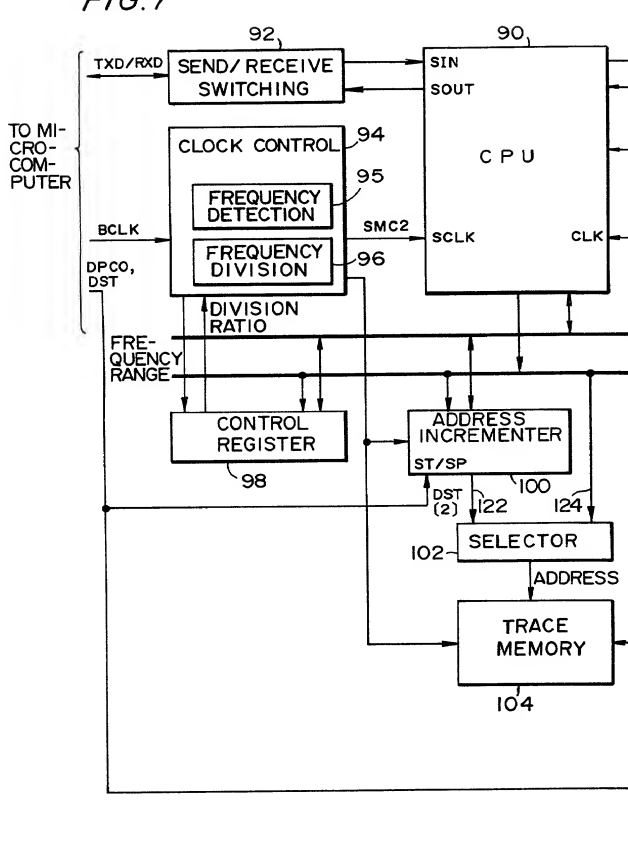 FIG. 7
92
90
TXD/RXD
SEND/RECEIVE
SWITCHING
SIN
SOUT
CPU
TO MI-
CRO-
COM-
PUTER
CLOCK CONTROL
94
95
FREQUENCY
DETECTION
BCLK
SMC2
SCLK
CLK
FREQUENCY
DIVISION
96
DPCO,
DST
DIVISION
RATIO
FRE-
QUENCY
RANGE
CONTROL
REGISTER
98
ADDRESS
INCREMENTER
ST/SP
100
DST
(2)
122
124
102
SELECTOR
ADDRESS
TRACE
MEMORY
104